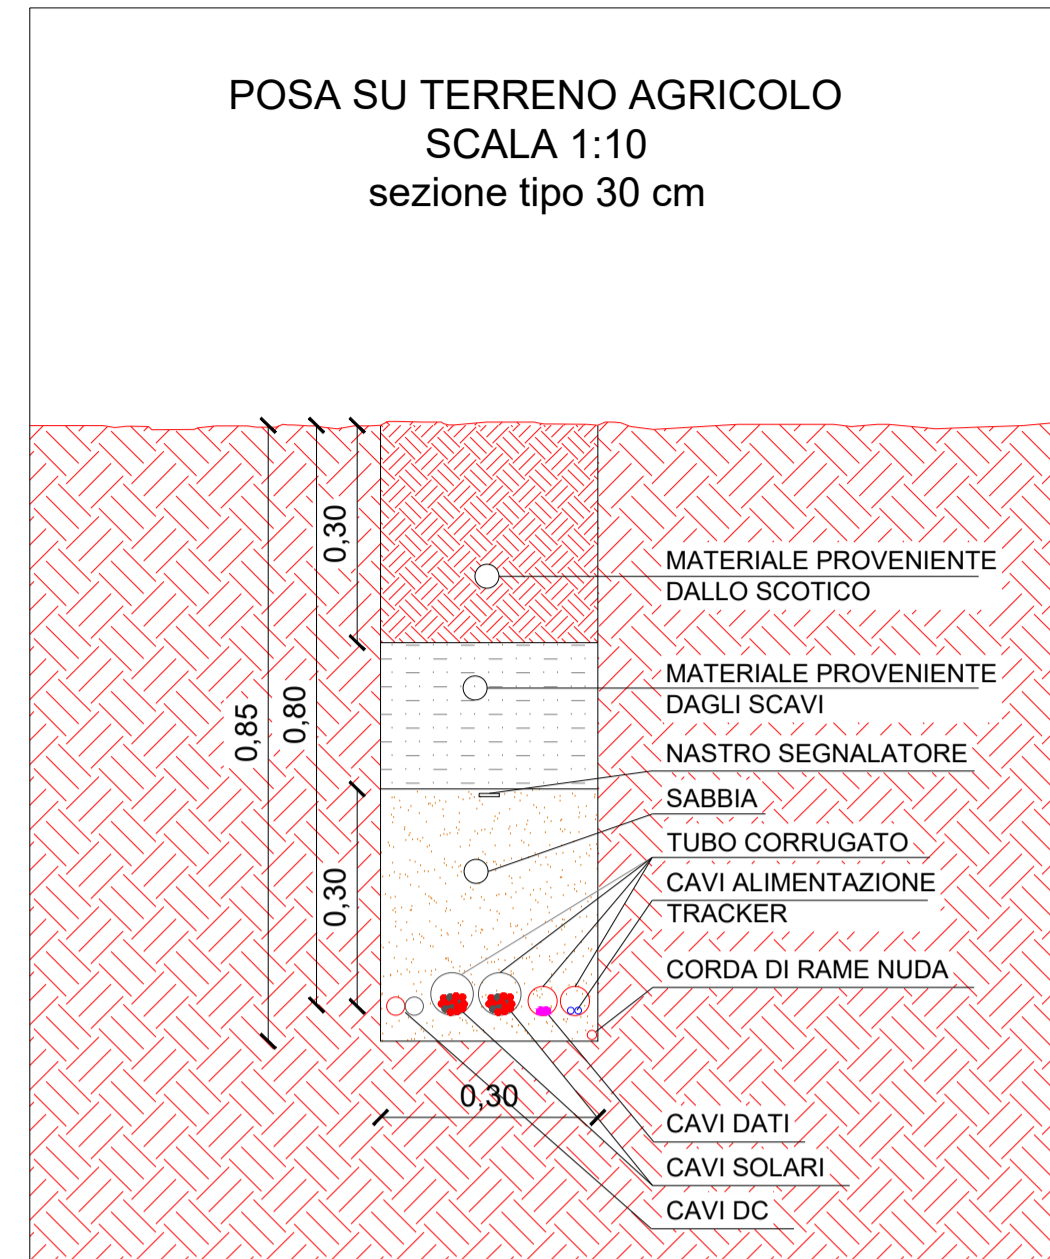 POSA SU TERRENO AGRICOLO
SCALA 1:10
sezione tipo 30 cm
0,30
MATERIALE PROVENIENTE
DALLO SCOTICO
MATERIALE PROVENIENTE
DAGLI SCAVI
0,85
0,80
NASTRO SEGNALATORE
SABBIA
TUBO CORRUGATO
0,30
CAVI ALIMENTAZIONE
TRACKER
CORDA DI RAME NUDA
0,30
CAVI DATI
CAVI SOLARI
CAVI DC